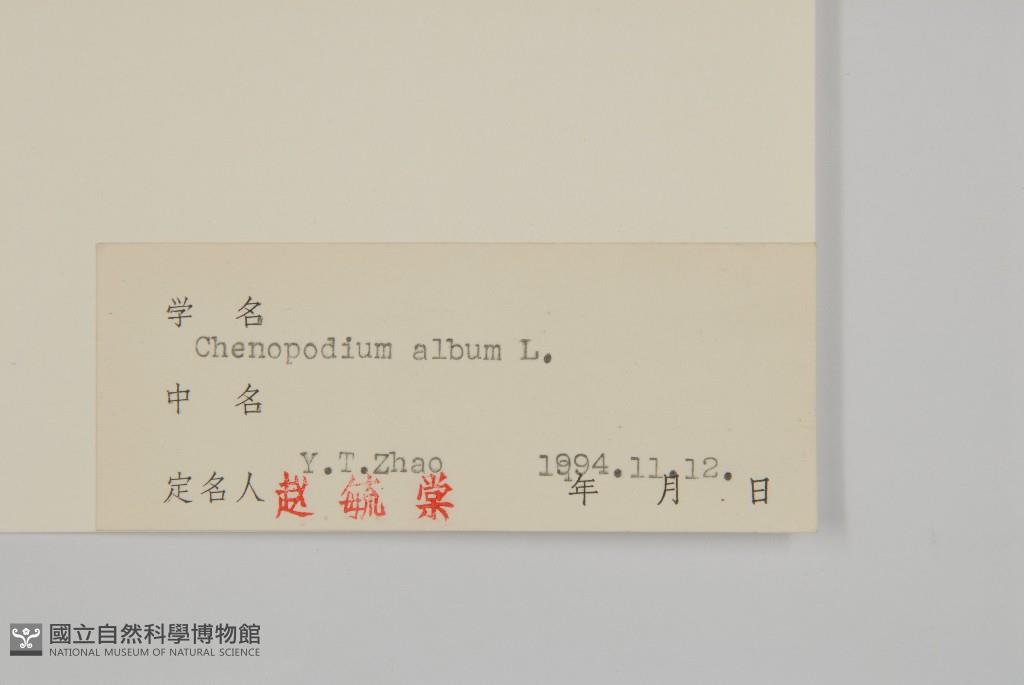 学 名
Chenopodium album L.
中 名
Y.T.Zhao 1994.11.12.
定名人 赵 毓 棠 年 月 日
國立自然科學博物館
NATIONAL MUSEUM OF NATURAL SCIENCE